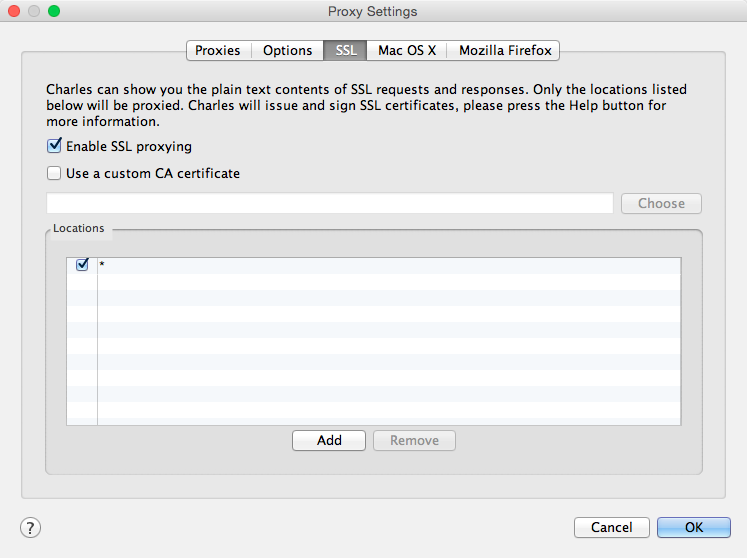 Proxy Settings
Proxies Options SSL Mac OS X Mozilla Firefox
Charles can show you the plain text contents of SSL requests and responses. Only the locations listed
below will be proxied. Charles will issue and sign SSL certificates, please press the Help button for
more information.
Enable SSL proxying
Use a custom CA certificate
Choose
Locations
*
Add Remove
? Cancel OK